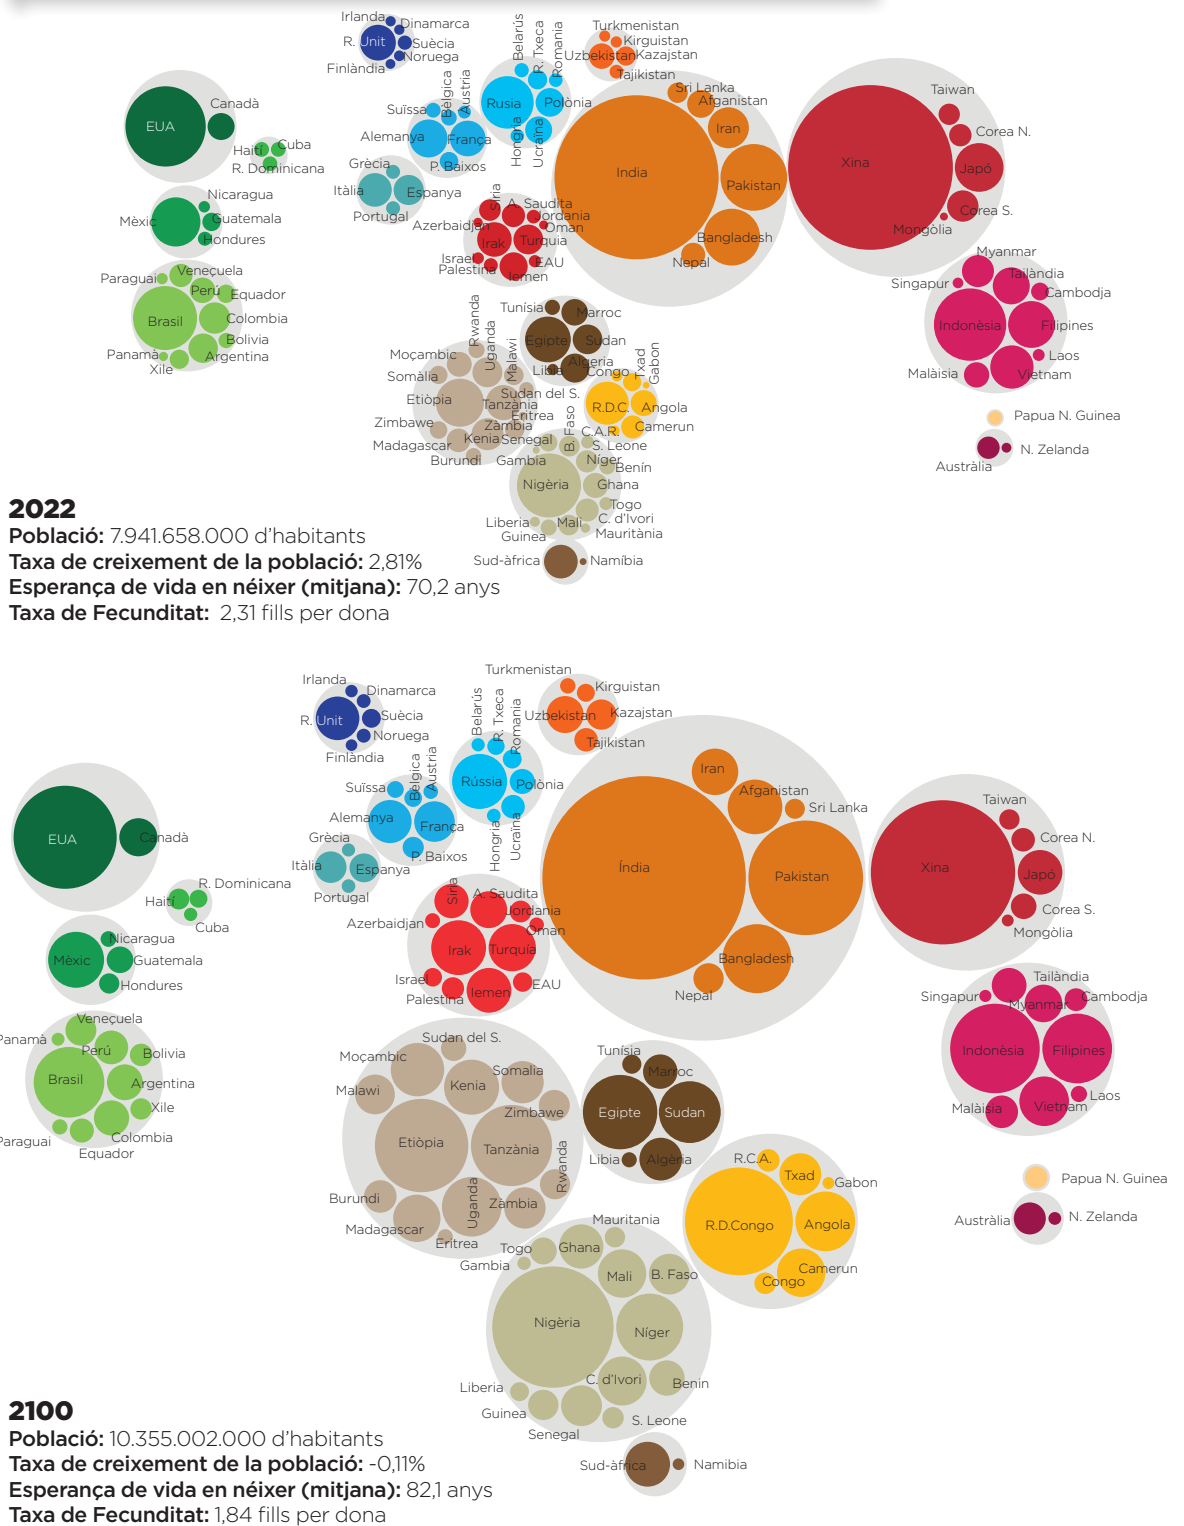 Irlanda
Dinamarca
R. Unit
Suècia
Noruega
Finlàndia
Belarús
R. Txeca
Romania
Rusia
Polònia
Hongria
Ucraïna
Turkmenistan
Kirguistan
Uzbekistan
Kazajstan
Tajikistan
Canadà
EUA
Haití
Cuba
R. Dominicana
Suïssa
Bèlgica
Àustria
Alemanya
França
P. Baixos
Grècia
Itàlia
Espanya
Portugal
Sri Lanka
Afganistan
Iran
India
Pakistan
Bangladesh
Nepal
Taiwan
Corea N.
Xina
Japó
Corea S.
Mongòlia
Nicaragua
Mèxic
Guatemala
Hondures
Síria
A. Saudita
Jordania
Azerbaidjan
Oman
Irak
Turquia
Israel
EAU
Palestina
Iemen
Myanmar
Tailàndia
Singapur
Cambodja
Indonèsia
Filipines
Laos
Malàisia
Vietnam
Veneçuela
Paraguai
Perú
Equador
Brasil
Colombia
Bolivia
Panamà
Argentina
Xile
Tunísia
Marroc
Egipte
Sudan
Algeria
Libia
Rwanda
Uganda
Malawi
Moçambic
Somàlia
Sudan del S.
Etiòpia
Tanzània
Eritrea
Zimbawe
Zàmbia
Kenia
Madagascar
Burundi
Congo
Txad
Gabon
R.D.C.
Angola
C.A.R.
Camerun
Papua N. Guinea
N. Zelanda
Austràlia
Senegal
B. Faso
S. Leone
Gambia
Níger
Benín
Nigèria
Ghana
Togo
C. d'Ivori
Liberia
Mali
Guinea
Mauritània
Sud-àfrica
Namíbia
2022
Població: 7.941.658.000 d'habitants
Taxa de creixement de la població: 2,81%
Esperança de vida en néixer (mitjana): 70,2 anys
Taxa de Fecunditat: 2,31 fills per dona
Irlanda
Dinamarca
R. Unit
Suècia
Noruega
Finlàndia
Belarús
R. Txeca
Romania
Rússia
Polònia
Hongria
Ucraïna
Turkmenistan
Kirguistan
Uzbekistan
Kazajstan
Tajikistan
EUA
Canadà
R. Dominicana
Haití
Cuba
Suïssa
Bèlgica
Àustria
Alemanya
França
P. Baixos
Grècia
Itàlia
Espanya
Portugal
Iran
Afganistan
Sri Lanka
Índia
Pakistan
Bangladesh
Nepal
Taiwan
Corea N.
Xina
Japó
Corea S.
Mongòlia
Nicaragua
Mèxic
Guatemala
Hondures
Síria
A. Saudita
Jordania
Azerbaidjan
Oman
Irak
Turquía
Israel
EAU
Palestina
Iemen
Tailàndia
Singapur
Myanmar
Cambodja
Indonèsia
Filipines
Laos
Malàisia
Vietnam
Veneçuela
Panamà
Perú
Bolivia
Brasil
Argentina
Xile
Colombia
Paraguai
Equador
Sudan del S.
Moçambic
Somalia
Malawi
Kenia
Zimbawe
Etiòpia
Tanzània
Rwanda
Burundi
Uganda
Zàmbia
Madagascar
Eritrea
Tunísia
Marroc
Egipte
Sudan
Libia
Algèria
R.C.A.
Txad
Gabon
R.D.Congo
Angola
Camerun
Congo
Papua N. Guinea
Austràlia
N. Zelanda
Mauritania
Togo
Ghana
Gambia
Mali
B. Faso
Nigèria
Níger
C. d'Ivori
Benin
Liberia
Guinea
S. Leone
Senegal
Sud-àfrica
Namibia
2100
Població: 10.355.002.000 d'habitants
Taxa de creixement de la població: -0,11%
Esperança de vida en néixer (mitjana): 82,1 anys
Taxa de Fecunditat: 1,84 fills per dona